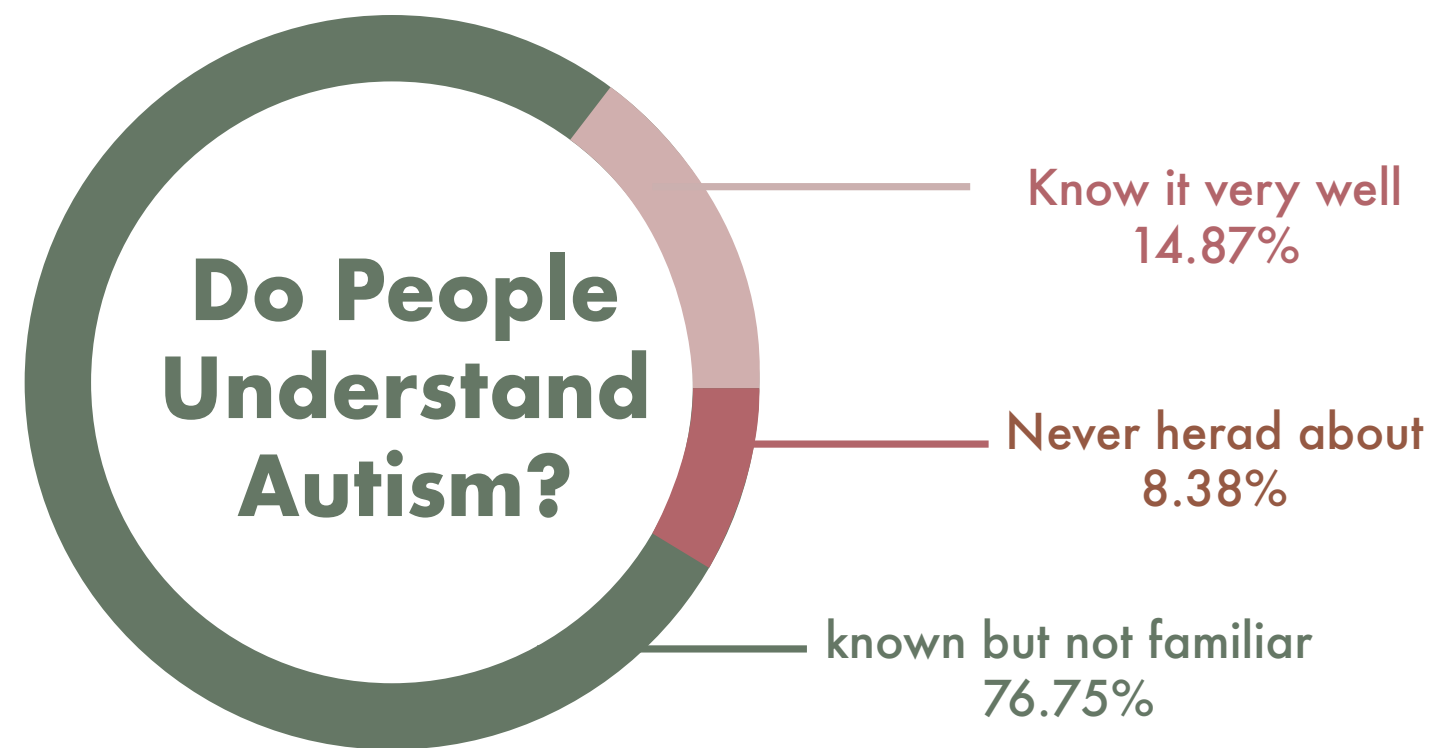 Do People
Understand
Autism?
Know it very well
14.87%
Never herad about
8.38%
known but not familiar
76.75%